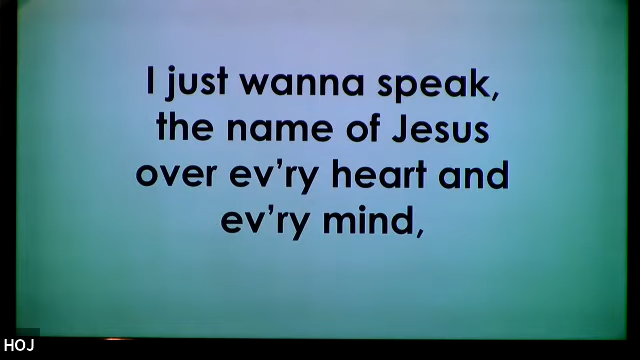 I just wanna speak,
the name of Jesus
over ev'ry heart and
ev'ry mind,
HOJ